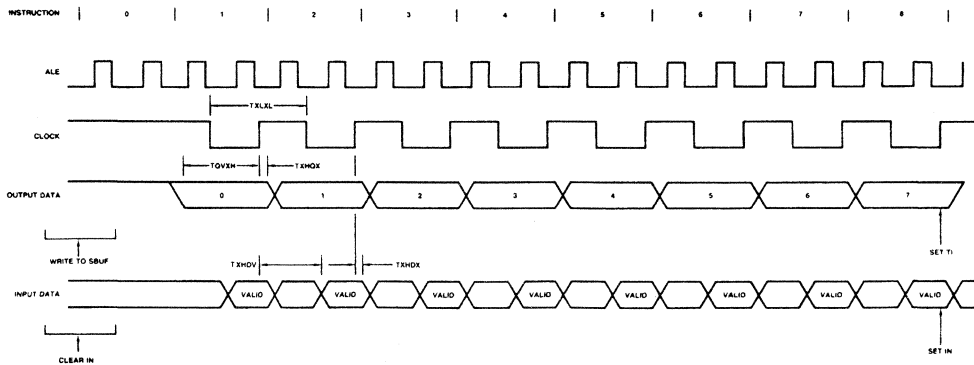 INSTRUCTION | 0 | 1 | 2 | 3 | 4 | 5 | 6 | 7 | 8 |
ALE
TXLXL
CLOCK
TQVXH TXHQX
OUTPUT DATA 0 1 2 3 4 5 6 7
WRITE TO SBUF
SET TI
TXHDV TXHDX
INPUT DATA VALID VALID VALID VALID VALID VALID VALID VALID
CLEAR IN
SET IN